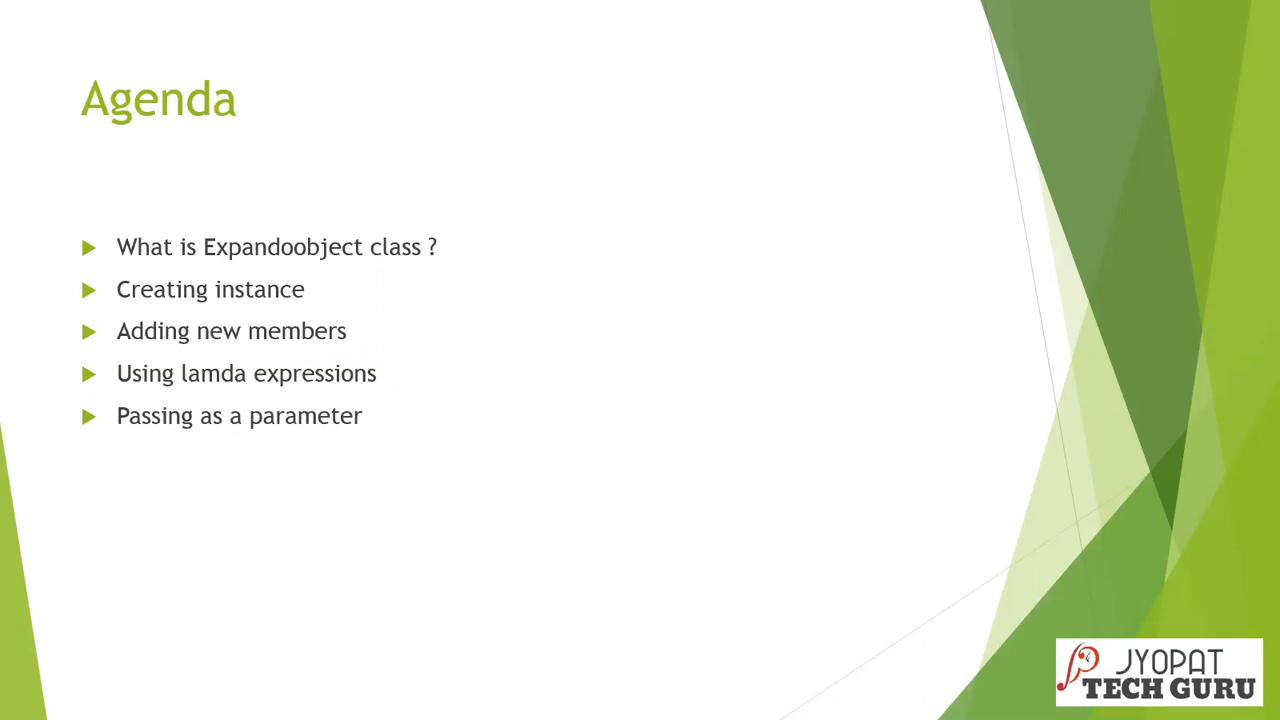 Agenda
What is Expandoobject class ?
Creating instance
Adding new members
Using lamda expressions
Passing as a parameter
JYOPAT
TECH GURU